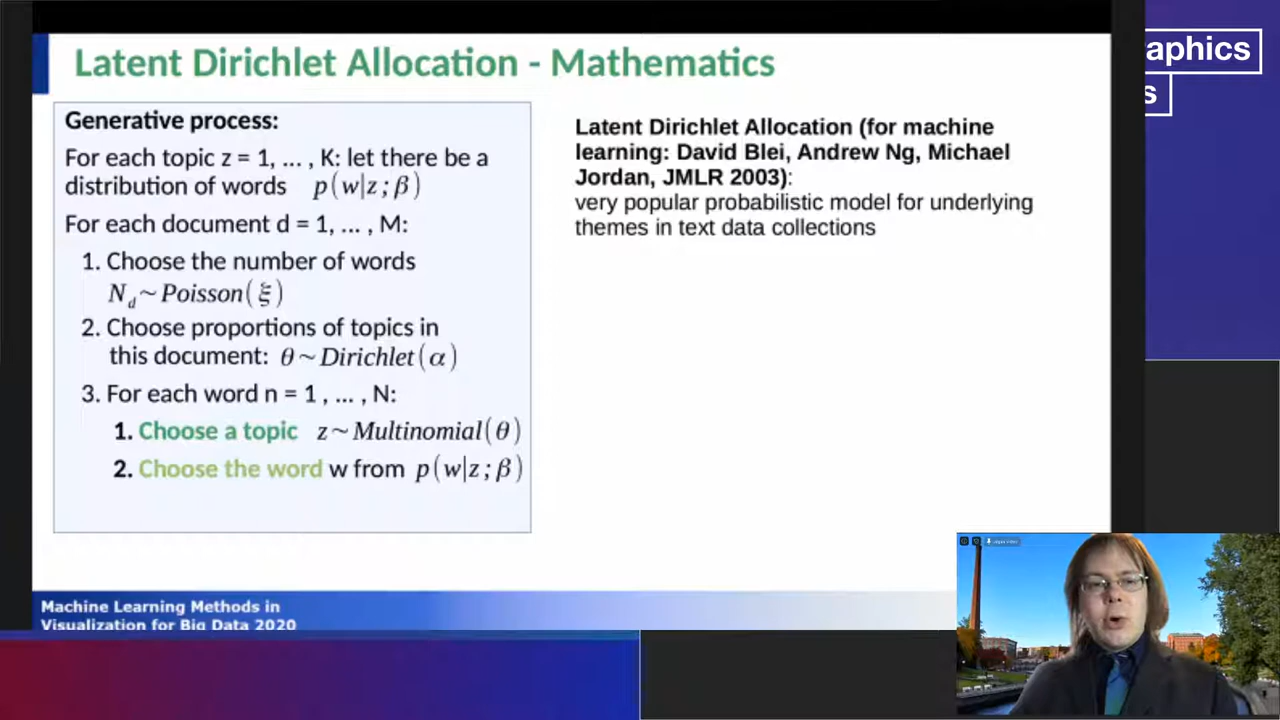 Latent Dirichlet Allocation - Mathematics
Generative process:
For each topic z = 1, ... , K: let there be a
distribution of words p(w|z;β)
For each document d = 1, ... , M:
1. Choose the number of words
N_d ~ Poisson(ξ)
2. Choose proportions of topics in
this document: θ ~ Dirichlet(α)
3. For each word n = 1 , ... , N:
1. Choose a topic z ~ Multinomial(θ)
2. Choose the word w from p(w|z;β)
Latent Dirichlet Allocation (for machine
learning: David Blei, Andrew Ng, Michael
Jordan, JMLR 2003):
very popular probabilistic model for underlying
themes in text data collections
Machine Learning Methods in
Visualization for Big Data 2020
aphics
s